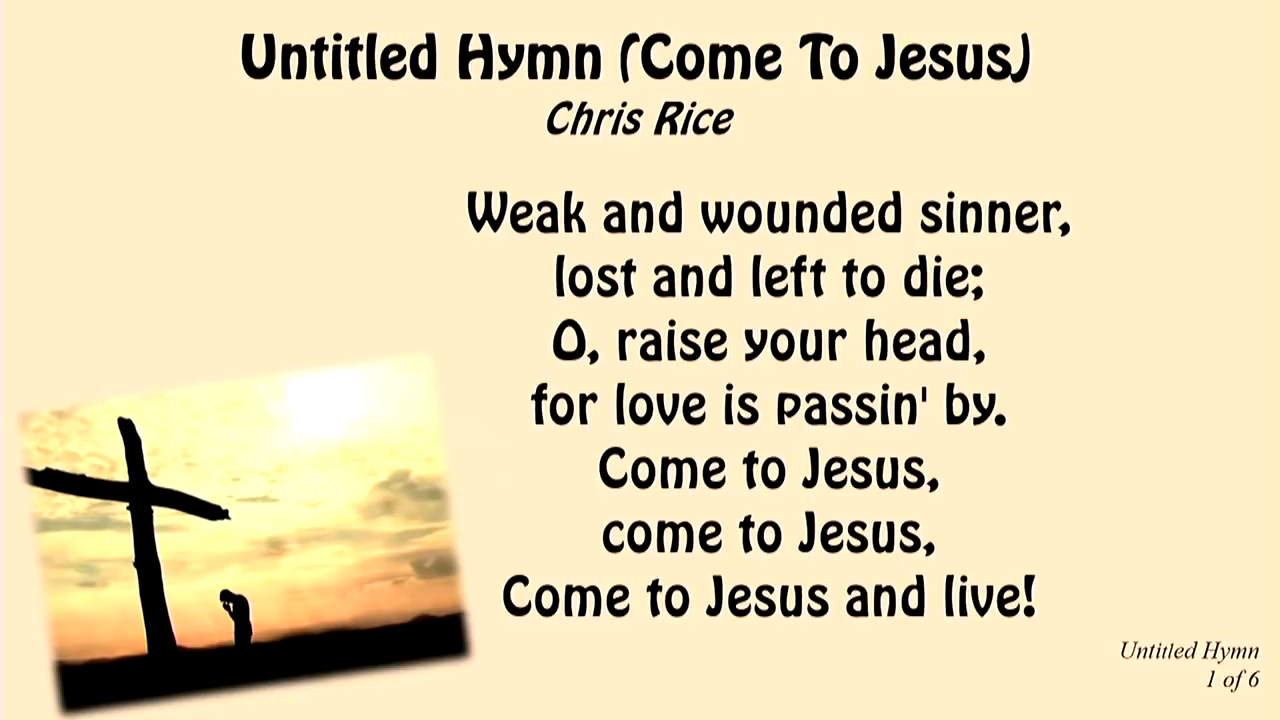 Untitled Hymn (Come To Jesus)
Chris Rice
Weak and wounded sinner,
lost and left to die;
O, raise your head,
for love is passin' by.
Come to Jesus,
come to Jesus,
Come to Jesus and live!
Untitled Hymn
1 of 6